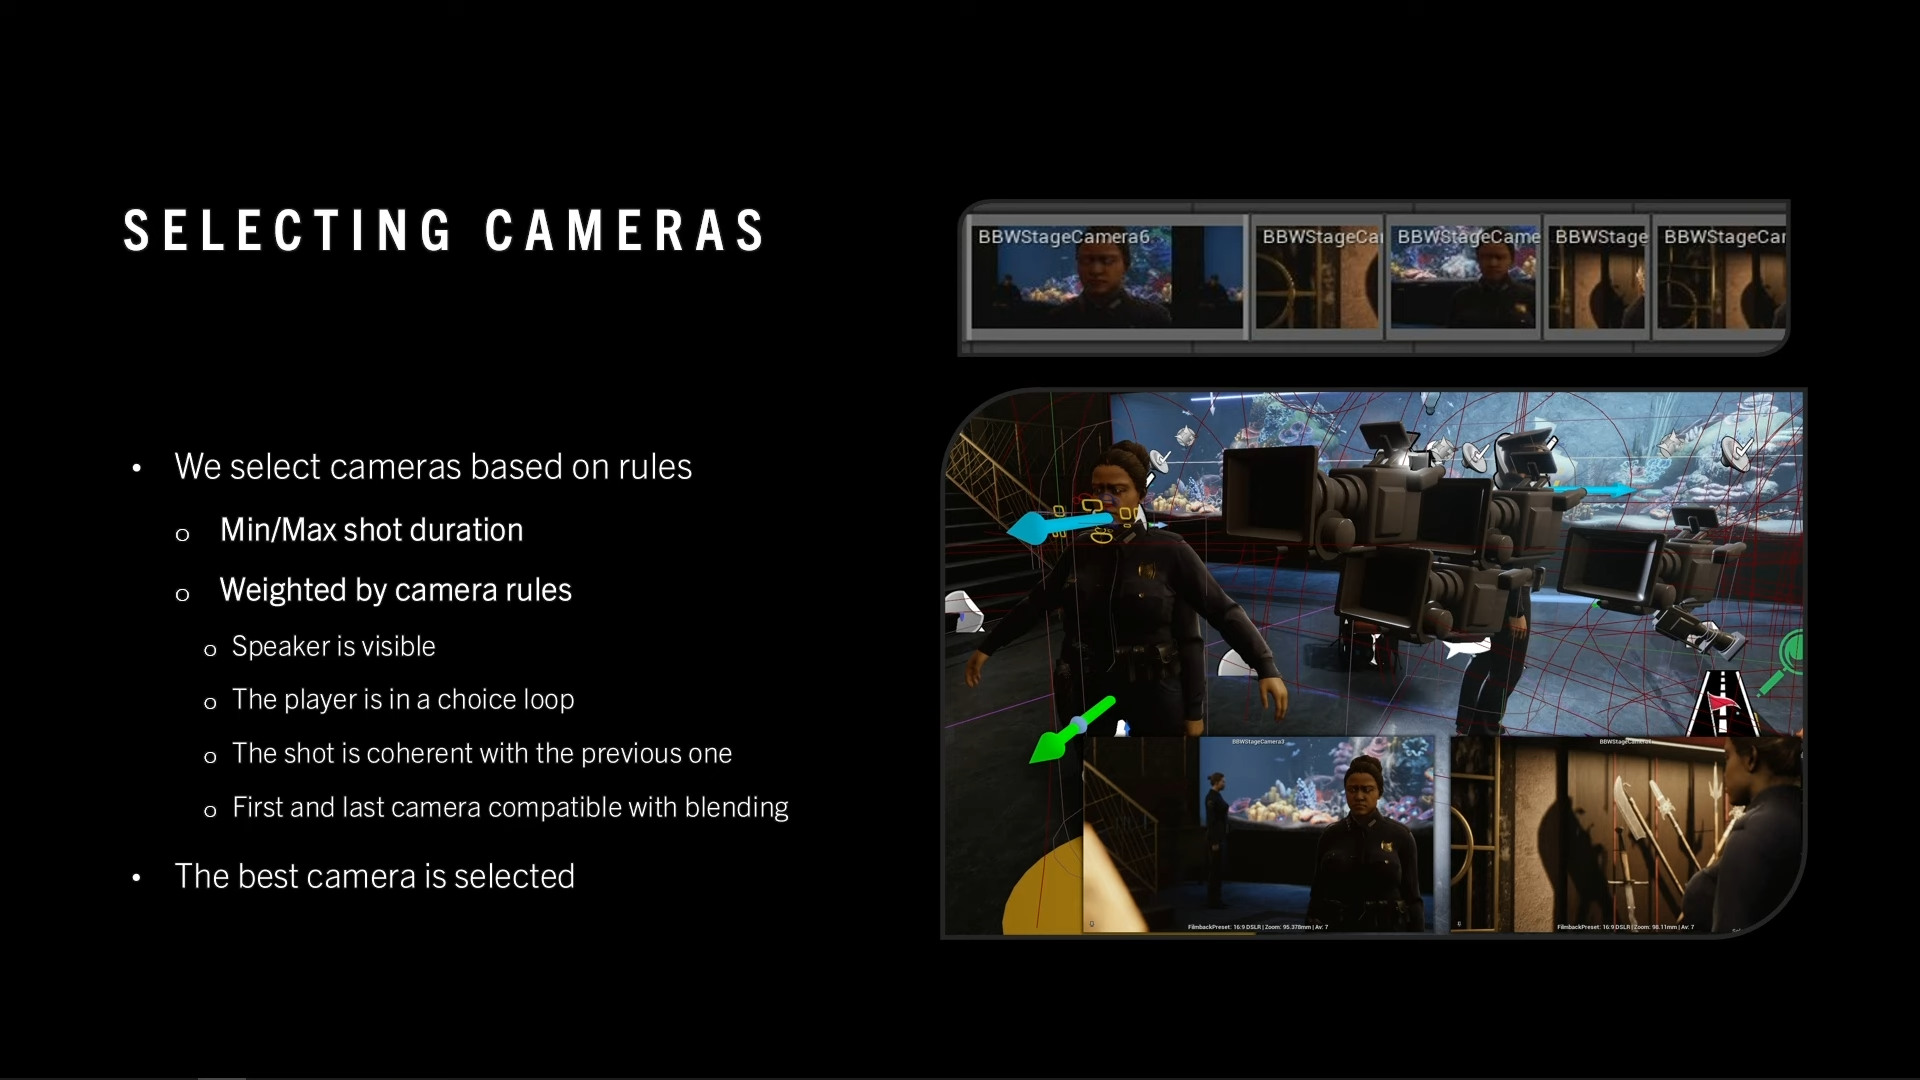 SELECTING CAMERAS
• We select cameras based on rules
o Min/Max shot duration
o Weighted by camera rules
o Speaker is visible
o The player is in a choice loop
o The shot is coherent with the previous one
o First and last camera compatible with blending
• The best camera is selected
BBWStageCamera6
BBWStageCa
BBWStageCame
BBWStage
BBWStageCar
BBWStageCamera3
FilmbackPreset: 16:9 DSLR | Zoom: 95.378mm | Av: 7
FilmbackPreset: 16:9 DSLR | Zoom: 98.11mm | Av: 7